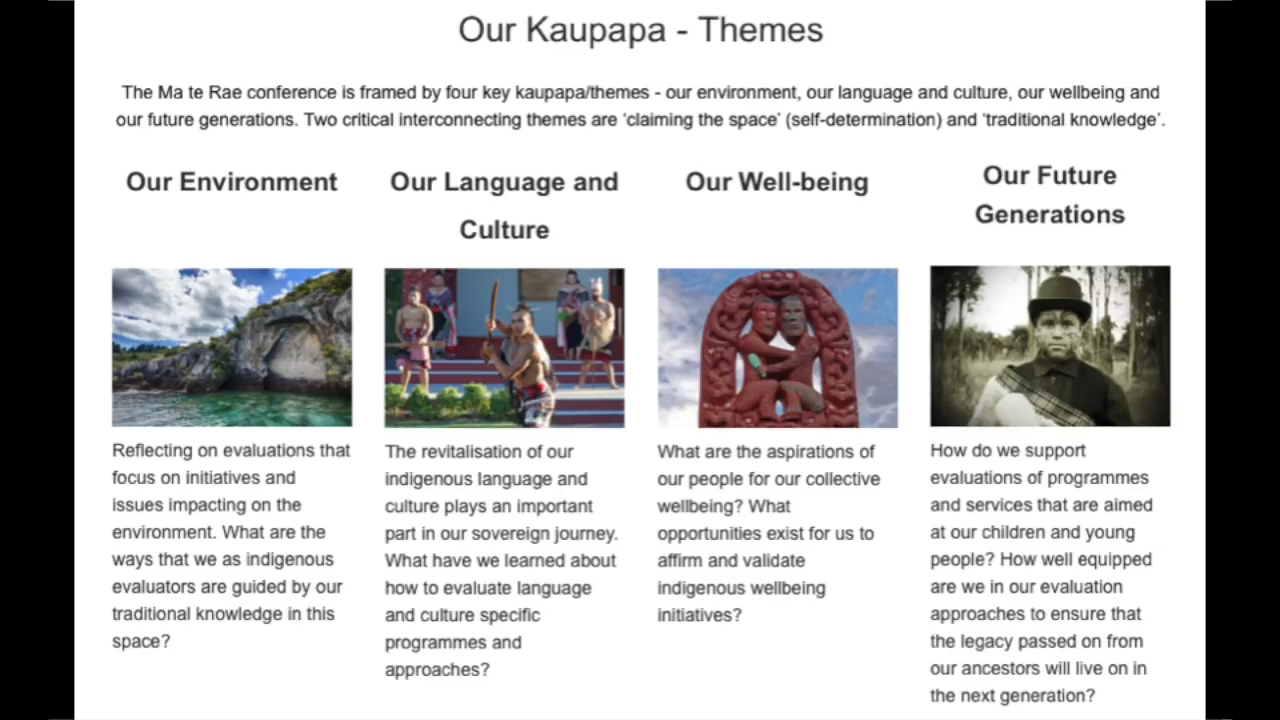 Our Kaupapa - Themes
The Ma te Rae conference is framed by four key kaupapa/themes - our environment, our language and culture, our wellbeing and
our future generations. Two critical interconnecting themes are ‘claiming the space’ (self-determination) and ‘traditional knowledge’.
Our Environment
Reflecting on evaluations that
focus on initiatives and
issues impacting on the
environment. What are the
ways that we as indigenous
evaluators are guided by our
traditional knowledge in this
space?
Our Language and
Culture
The revitalisation of our
indigenous language and
culture plays an important
part in our sovereign journey.
What have we learned about
how to evaluate language
and culture specific
programmes and
approaches?
Our Well-being
What are the aspirations of
our people for our collective
wellbeing? What
opportunities exist for us to
affirm and validate
indigenous wellbeing
initiatives?
Our Future
Generations
How do we support
evaluations of programmes
and services that are aimed
at our children and young
people? How well equipped
are we in our evaluation
approaches to ensure that
the legacy passed on from
our ancestors will live on in
the next generation?